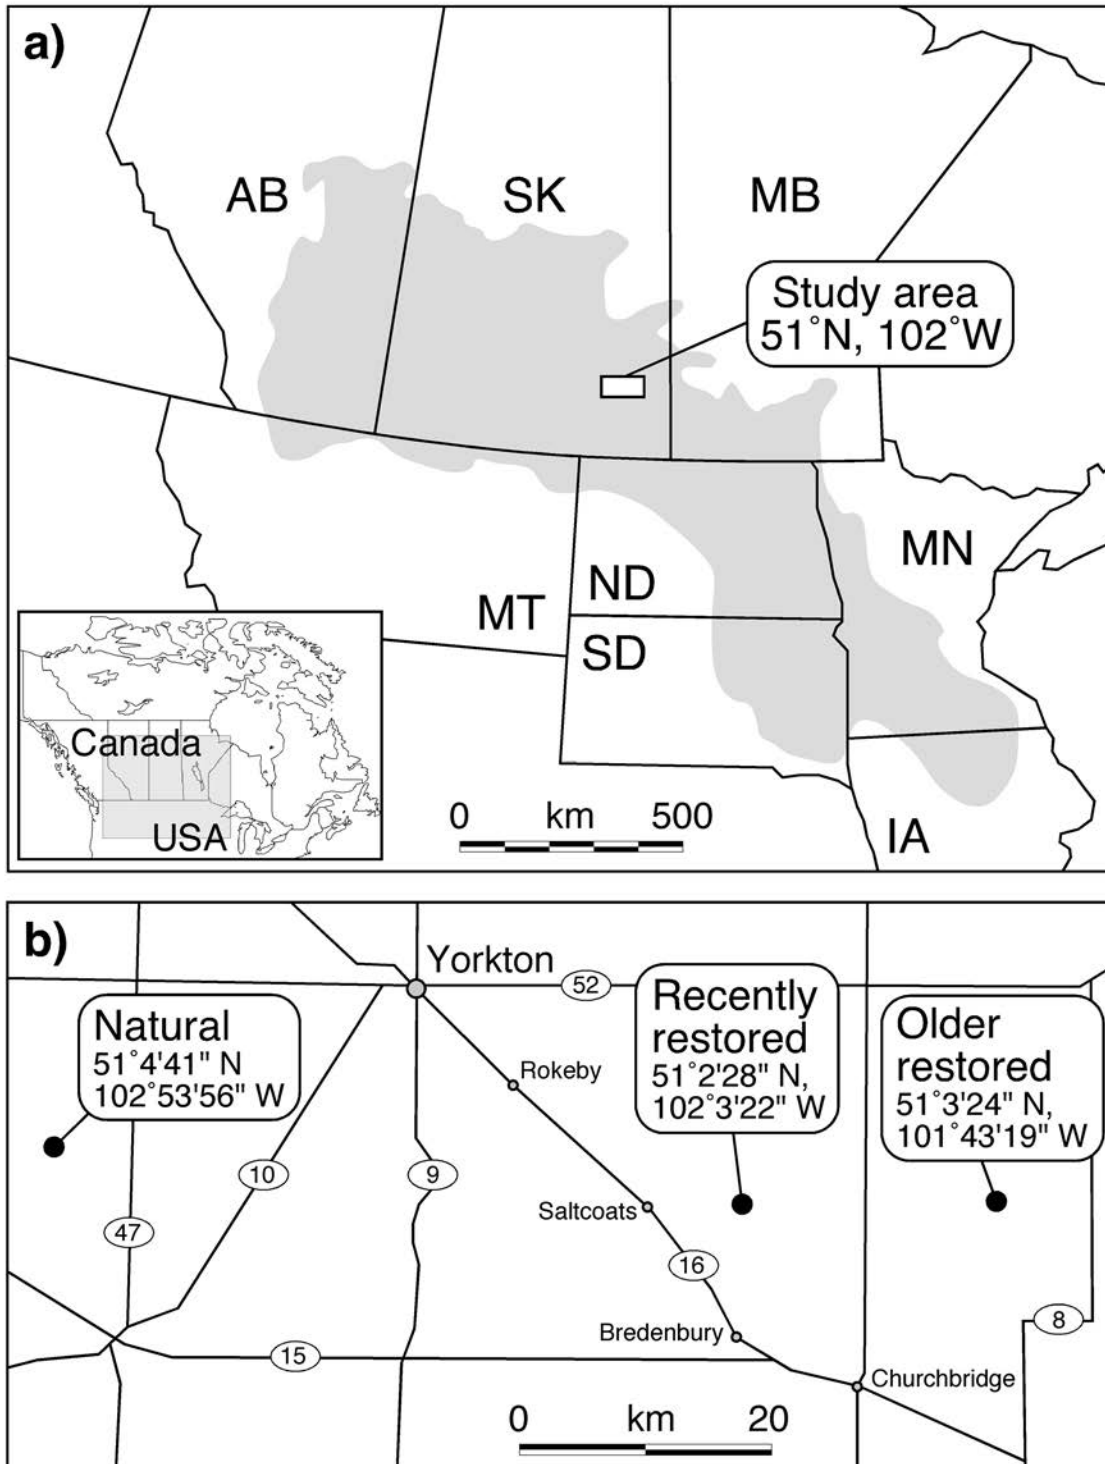 a)
AB
SK
MB
Study area
51°N, 102°W
MN
ND
MT
SD
Canada
USA
0 km 500
IA
b)
Yorkton
52
Natural
51°4'41" N
102°53'56" W
Recently
restored
51°2'28" N,
102°3'22" W
Older
restored
51°3'24" N,
101°43'19" W
Rokeby
10
9
Saltcoats
47
16
8
Bredenbury
15
Churchbridge
0 km 20